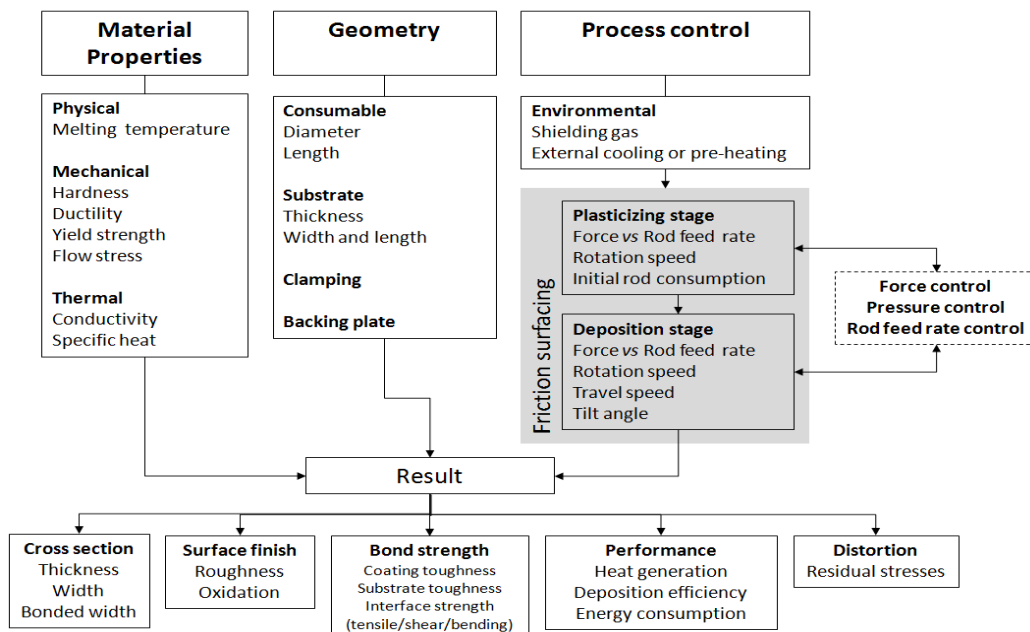 Material
Properties
Geometry
Process control
Physical
Melting temperature
Mechanical
Hardness
Ductility
Yield strength
Flow stress
Thermal
Conductivity
Specific heat
Consumable
Diameter
Length
Substrate
Thickness
Width and length
Clamping
Backing plate
Environmental
Shielding gas
External cooling or pre-heating
Friction surfacing
Plasticizing stage
Force vs Rod feed rate
Rotation speed
Initial rod consumption
Deposition stage
Force vs Rod feed rate
Rotation speed
Travel speed
Tilt angle
Force control
Pressure control
Rod feed rate control
Result
Cross section
Thickness
Width
Bonded width
Surface finish
Roughness
Oxidation
Bond strength
Coating toughness
Substrate toughness
Interface strength
(tensile/shear/bending)
Performance
Heat generation
Deposition efficiency
Energy consumption
Distortion
Residual stresses